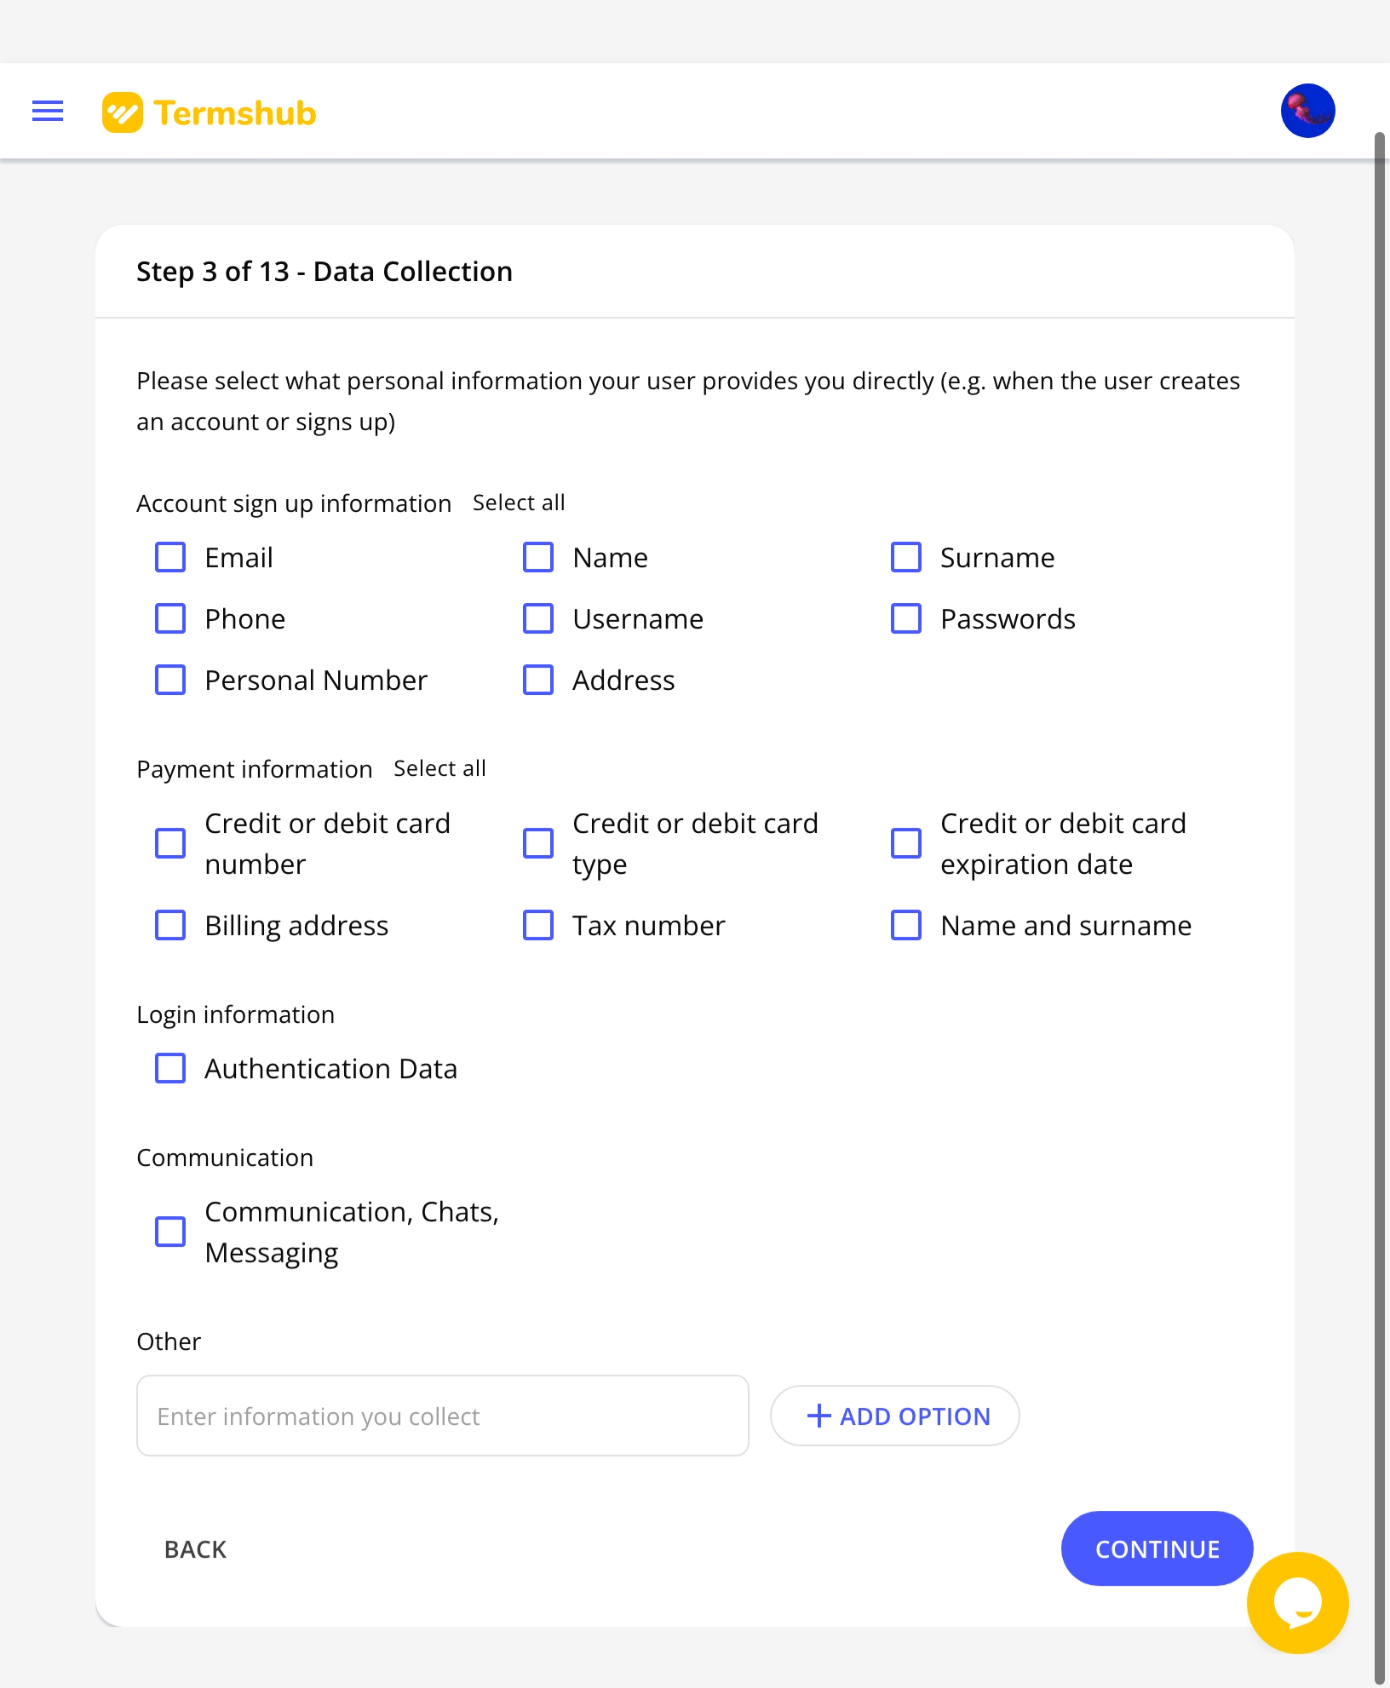 Termshub
Step 3 of 13 - Data Collection
Please select what personal information your user provides you directly (e.g. when the user creates
an account or signs up)
Account sign up information Select all
Email Name Surname
Phone Username Passwords
Personal Number Address
Payment information Select all
Credit or debit card
number
Credit or debit card
type
Credit or debit card
expiration date
Billing address Tax number Name and surname
Login information
Authentication Data
Communication
Communication, Chats,
Messaging
Other
Enter information you collect
+ ADD OPTION
BACK CONTINUE